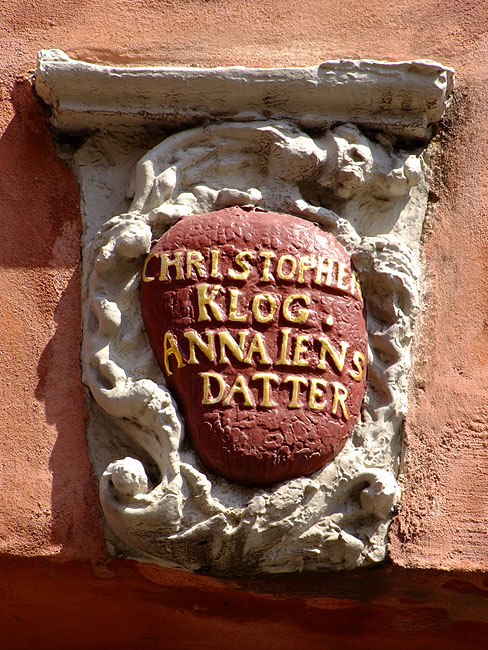 CHRISTOPHER
KLOG.
ANNA IENS
DATTER